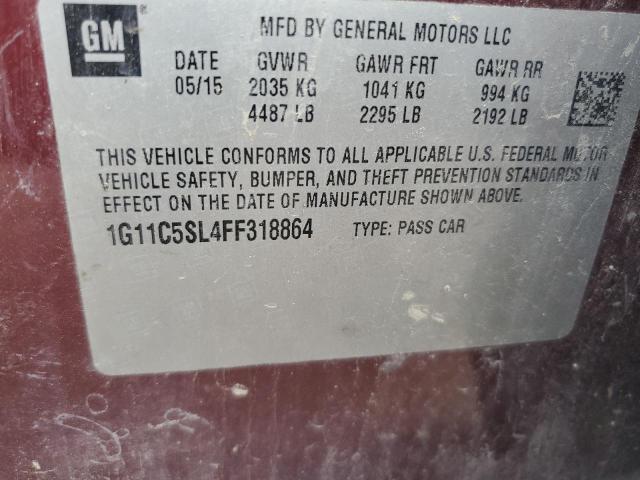 GM
MFD BY GENERAL MOTORS LLC
DATE GVWR GAWR FRT GAWR RR
05/15 2035 KG 1041 KG 994 KG
4487 LB 2295 LB 2192 LB
THIS VEHICLE CONFORMS TO ALL APPLICABLE U.S. FEDERAL MOTOR
VEHICLE SAFETY, BUMPER, AND THEFT PREVENTION STANDARDS IN
EFFECT ON THE DATE OF MANUFACTURE SHOWN ABOVE.
1G11C5SL4FF318864 TYPE: PASS CAR